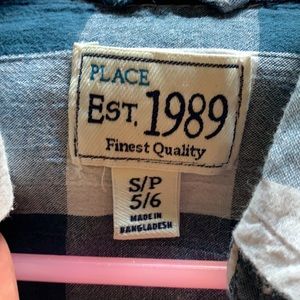 PLACE
EST. 1989
Finest Quality
S/P
5/6
MADE IN
BANGLADESH